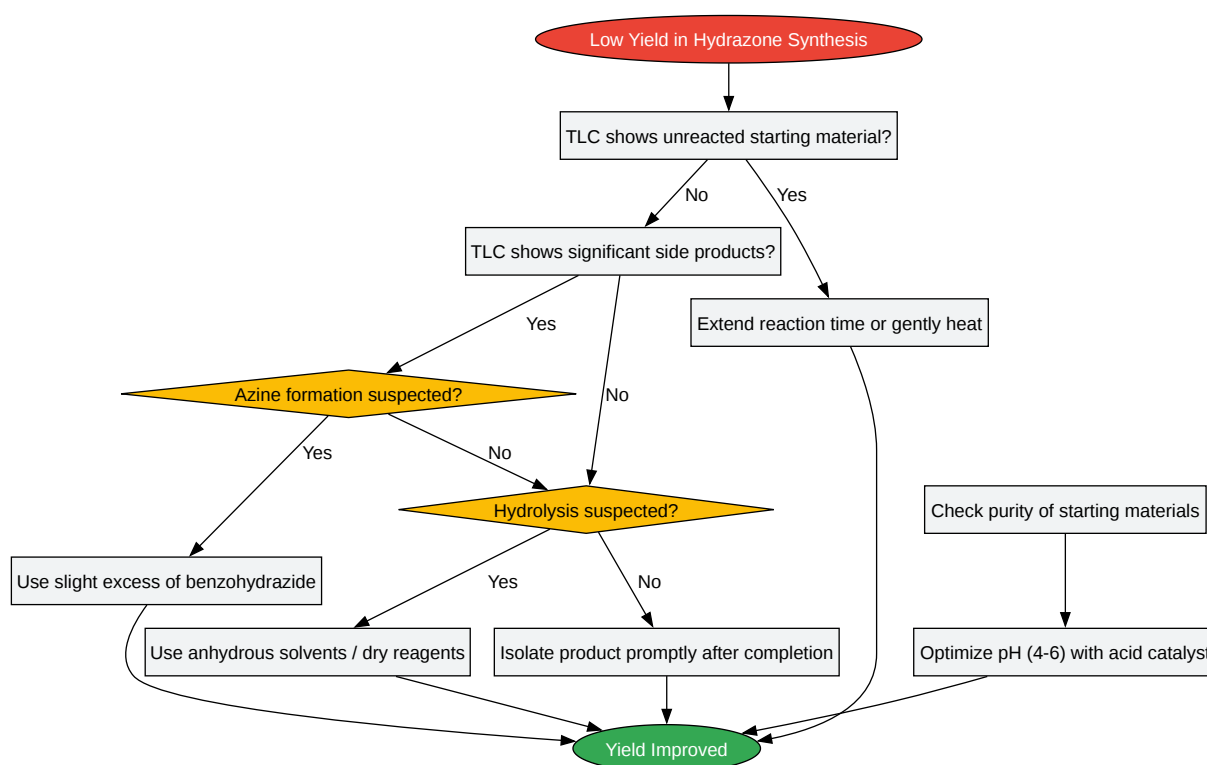 Low Yield in Hydrazone Synthesis
TLC shows unreacted starting material?
No
Yes
TLC shows significant side products?
Extend reaction time or gently heat
Yes
No
Azine formation suspected?
Yes
No
Hydrolysis suspected?
Check purity of starting materials
Use slight excess of benzohydrazide
Yes
No
Use anhydrous solvents / dry reagents
Isolate product promptly after completion
Optimize pH (4-6) with acid catalyst
Yield Improved